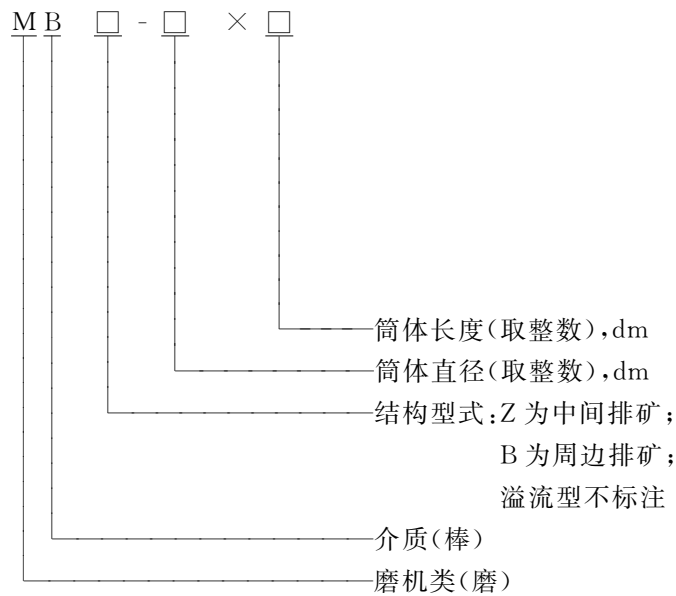 MB □-□ ×□
筒体长度(取整数),dm
筒体直径(取整数),dm
结构型式:Z 为中间排矿;
B 为周边排矿;
溢流型不标注
介质(棒)
磨机类(磨)